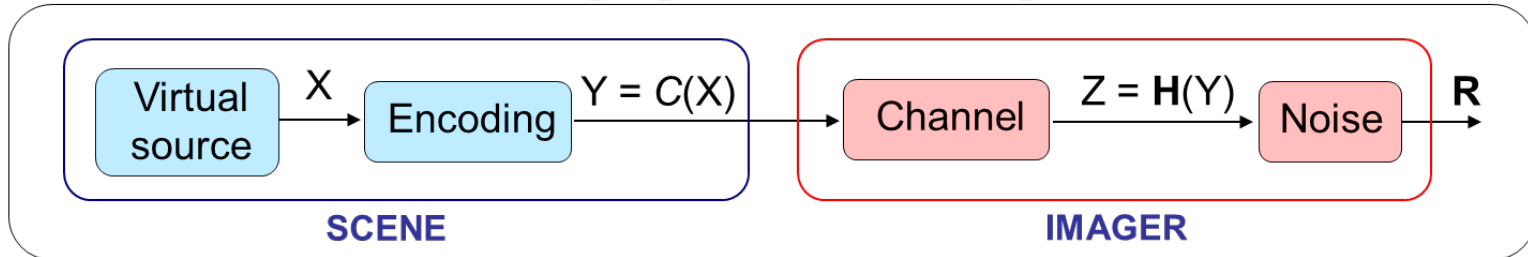 Virtual
source
X
Encoding
Y = C(X)
Channel
Z = H(Y)
Noise
R
SCENE
IMAGER